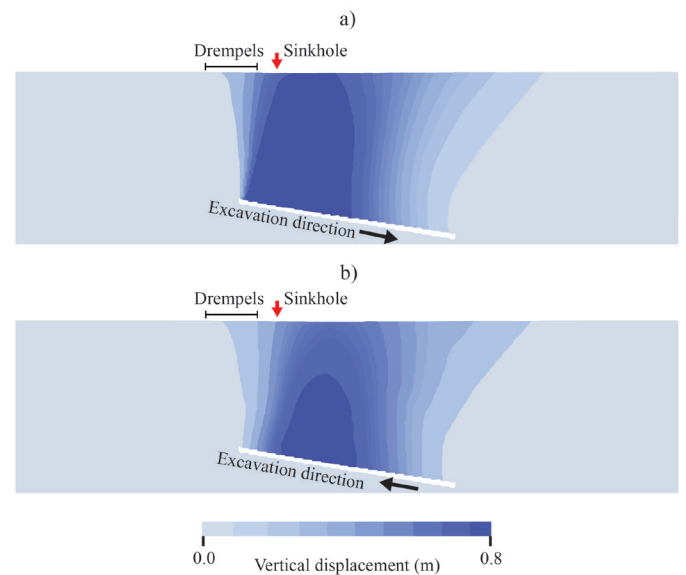 a)
Drempels Sinkhole
Excavation direction
b)
Drempels Sinkhole
Excavation direction
0.0 Vertical displacement (m) 0.8